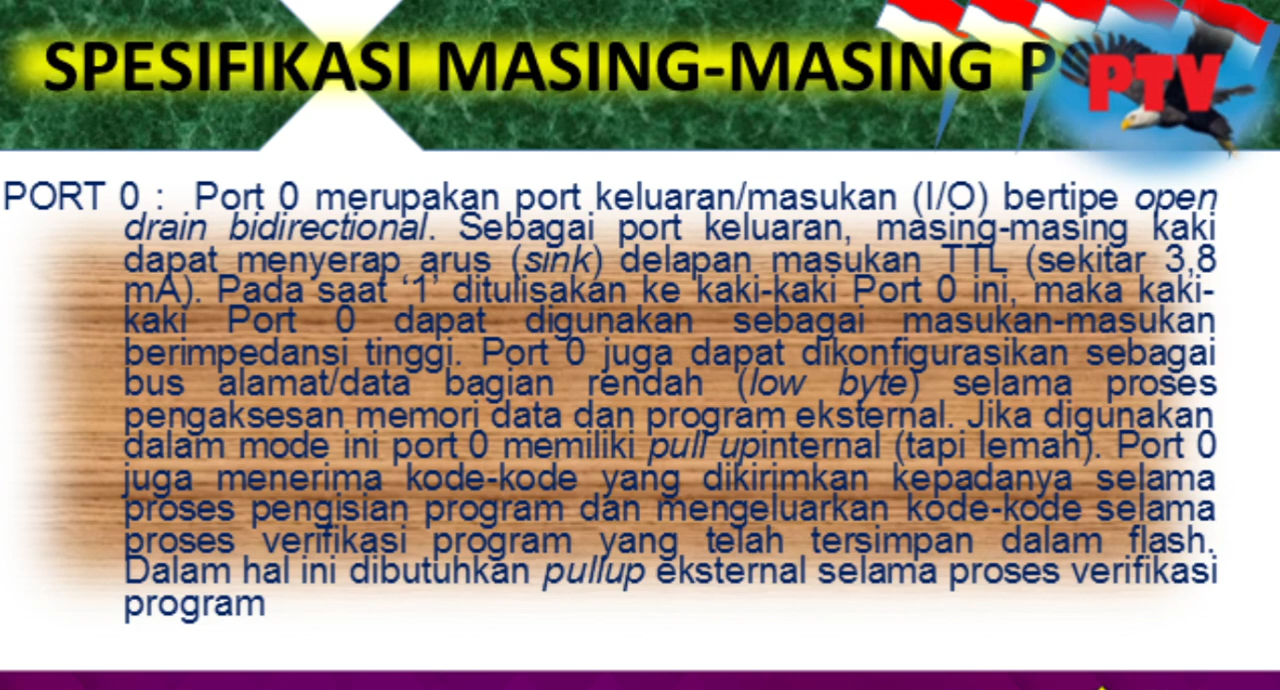 SPESIFIKASI MASING-MASING P
PTV
PORT 0 : Port 0 merupakan port keluaran/masukan (I/O) bertipe open
drain bidirectional. Sebagai port keluaran, masing-masing kaki
dapat menyerap arus (sink) delapan masukan TTL (sekitar 3,8
mA). Pada saat ‘1’ ditulisakan ke kaki-kaki Port 0 ini, maka kaki-
kaki Port 0 dapat digunakan sebagai masukan-masukan
berimpedansi tinggi. Port 0 juga dapat dikonfigurasikan sebagai
bus alamat/data bagian rendah (low byte) selama proses
pengaksesan memori data dan program eksternal. Jika digunakan
dalam mode ini port 0 memiliki pull upinternal (tapi lemah). Port 0
juga menerima kode-kode yang dikirimkan kepadanya selama
proses pengisian program dan mengeluarkan kode-kode selama
proses verifikasi program yang telah tersimpan dalam flash.
Dalam hal ini dibutuhkan pullup eksternal selama proses verifikasi
program